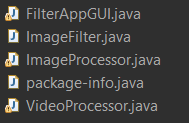 FilterAppGUI.java
ImageFilter.java
ImageProcessor.java
package-info.java
VideoProcessor.java